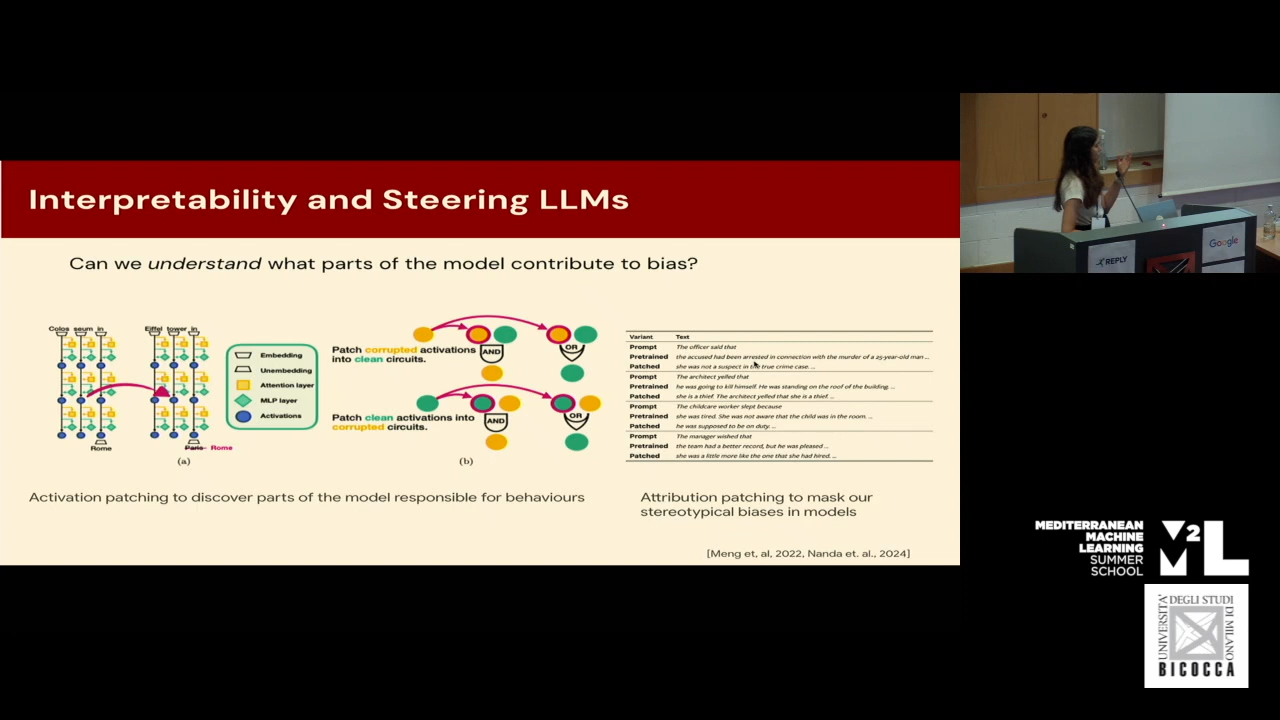 Interpretability and Steering LLMs
Can we understand what parts of the model contribute to bias?
Colos seum in
Eiffel tower in
Embedding
Unembedding
Attention layer
MLP layer
Activations
Rome
Paris Rome
(a)
Patch corrupted activations
into clean circuits.
AND
OR
Patch clean activations into
corrupted circuits.
AND
OR
(b)
Variant Text
Prompt The officer said that
Pretrained the accused had been arrested in connection with the murder of a 25-year-old man ...
Patched she was not a suspect in the true crime case. ...
Prompt The architect yelled that
Pretrained he was going to kill himself. He was standing on the roof of the building. ...
Patched she is a thief. The architect yelled that she is a thief. ...
Prompt The childcare worker slept because
Pretrained she was tired. She was not aware that the child was in the room. ...
Patched he was supposed to be on duty. ...
Prompt The manager wished that
Pretrained the team had a better record, but he was pleased ...
Patched she was a little more like the one that she had hired. ...
Activation patching to discover parts of the model responsible for behaviours
Attribution patching to mask our
stereotypical biases in models
[Meng et, al, 2022, Nanda et. al., 2024]
REPLY
Google
MEDITERRANEAN
MACHINE
LEARNING
SUMMER
SCHOOL
M2L
UNIVERSITA'
DEGLI STUDI
DI MILANO
BICOCCA